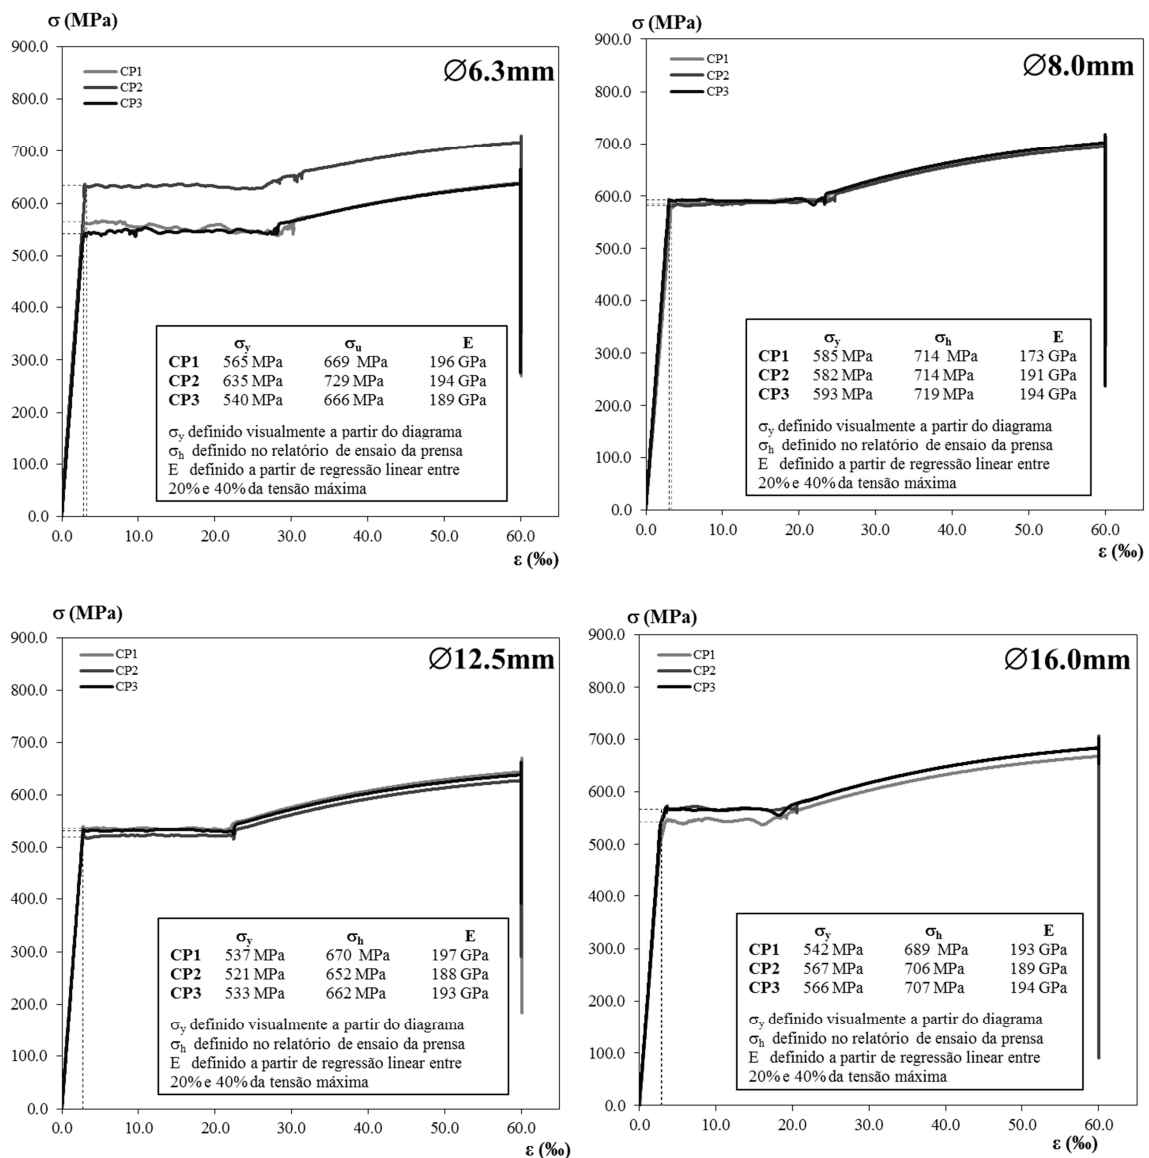 σ (MPa)
900.0
800.0
700.0
600.0
500.0
400.0
300.0
200.0
100.0
0.0
0.0 10.0 20.0 30.0 40.0 50.0 60.0
ε (‰)
CP1
CP2
CP3
∅6.3mm
σy σu E
CP1 565 MPa 669 MPa 196 GPa
CP2 635 MPa 729 MPa 194 GPa
CP3 540 MPa 666 MPa 189 GPa
σy definido visualmente a partir do diagrama
σh definido no relatório de ensaio da prensa
E definido a partir de regressão linear entre
20% e 40% da tensão máxima
σ (MPa)
900.0
800.0
700.0
600.0
500.0
400.0
300.0
200.0
100.0
0.0
0.0 10.0 20.0 30.0 40.0 50.0 60.0
ε (‰)
CP1
CP2
CP3
∅8.0mm
σy σh E
CP1 585 MPa 714 MPa 173 GPa
CP2 582 MPa 714 MPa 191 GPa
CP3 593 MPa 719 MPa 194 GPa
σy definido visualmente a partir do diagrama
σh definido no relatório de ensaio da prensa
E definido a partir de regressão linear entre
20% e 40% da tensão máxima
σ (MPa)
900.0
800.0
700.0
600.0
500.0
400.0
300.0
200.0
100.0
0.0
0.0 10.0 20.0 30.0 40.0 50.0 60.0
ε (‰)
CP1
CP2
CP3
∅12.5mm
σy σh E
CP1 537 MPa 670 MPa 197 GPa
CP2 521 MPa 652 MPa 188 GPa
CP3 533 MPa 662 MPa 193 GPa
σy definido visualmente a partir do diagrama
σh definido no relatório de ensaio da prensa
E definido a partir de regressão linear entre
20% e 40% da tensão máxima
σ (MPa)
900.0
800.0
700.0
600.0
500.0
400.0
300.0
200.0
100.0
0.0
0.0 10.0 20.0 30.0 40.0 50.0 60.0
ε (‰)
CP1
CP2
CP3
∅16.0mm
σy σh E
CP1 542 MPa 689 MPa 193 GPa
CP2 567 MPa 706 MPa 189 GPa
CP3 566 MPa 707 MPa 194 GPa
σy definido visualmente a partir do diagrama
σh definido no relatório de ensaio da prensa
E definido a partir de regressão linear entre
20% e 40% da tensão máxima